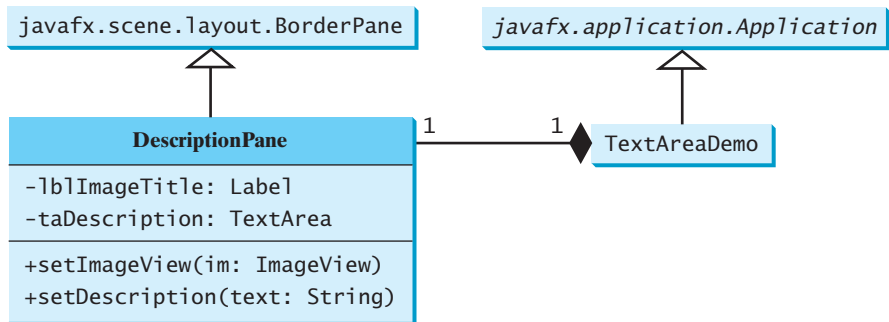 javafx.scene.layout.BorderPane
javafx.application.Application
DescriptionPane
1
1
TextAreaDemo
-lblImageTitle: Label
-taDescription: TextArea
+setImageView(im: ImageView)
+setDescription(text: String)